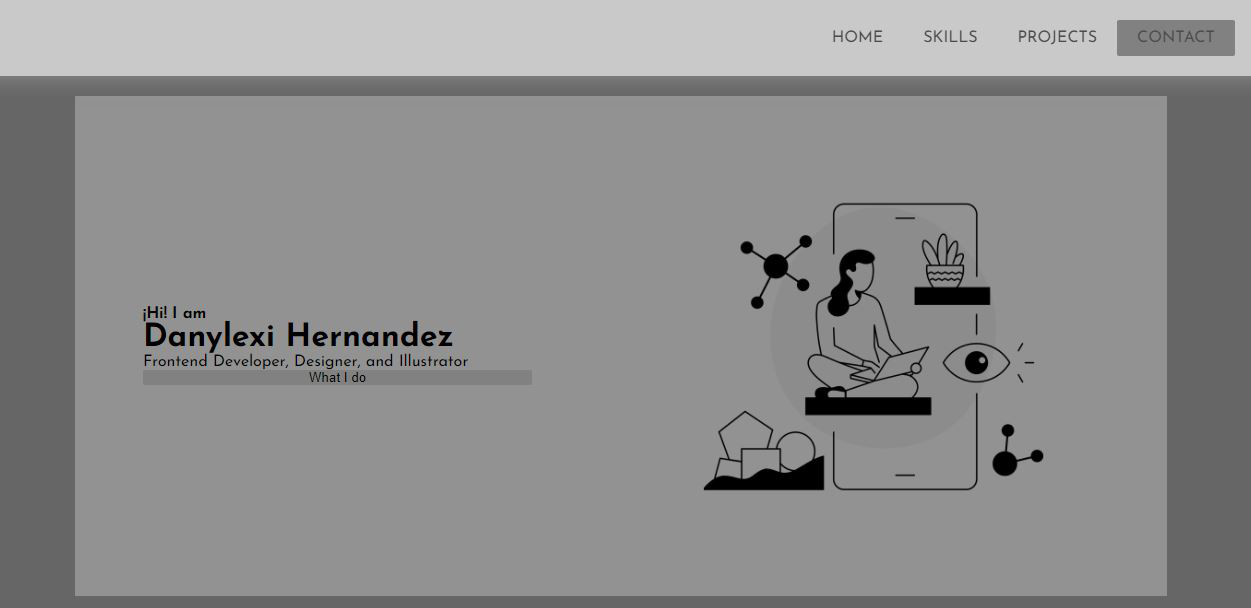 HOME SKILLS PROJECTS CONTACT
¡Hi! I am
Danylexi Hernandez
Frontend Developer, Designer, and Illustrator
What I do